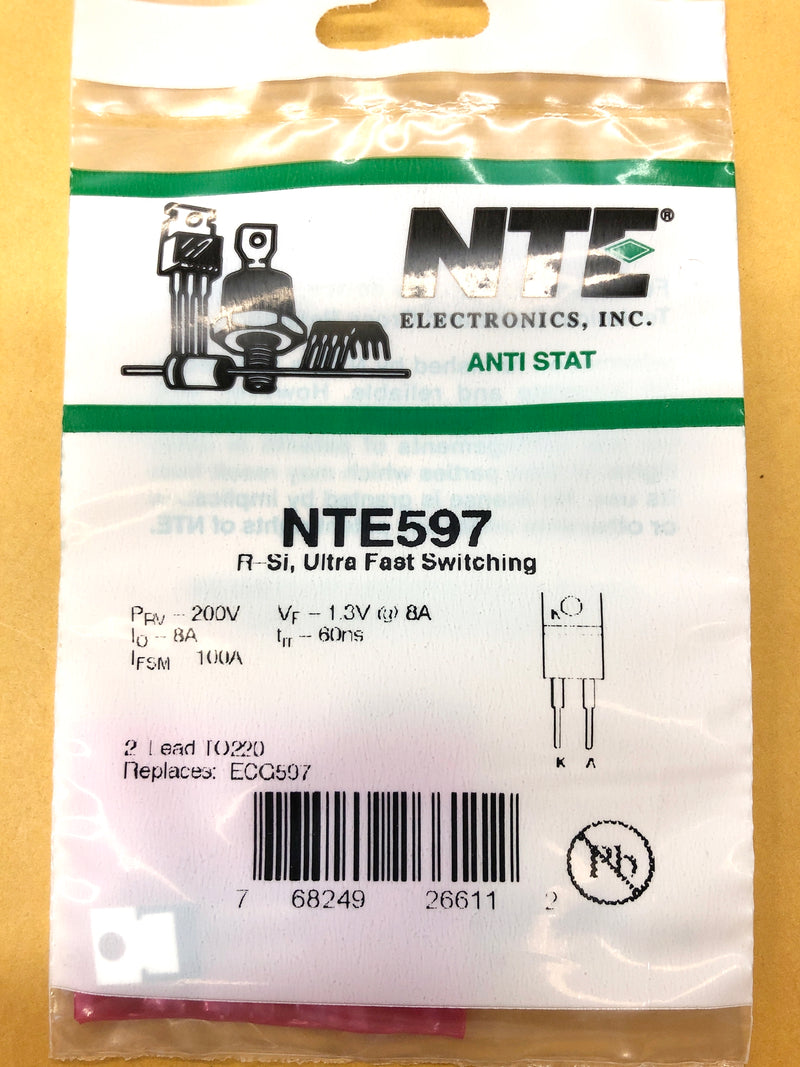 NTE®
ELECTRONICS, INC.
ANTI STAT
NTE597
R-Si, Ultra Fast Switching
PRV - 200V VF - 1.3V @ 8A
IO - 8A trr - 60ns
IFSM 100A
A
K A
2 Lead TO220
Replaces: ECG597
Pb
7 68249 26611 2